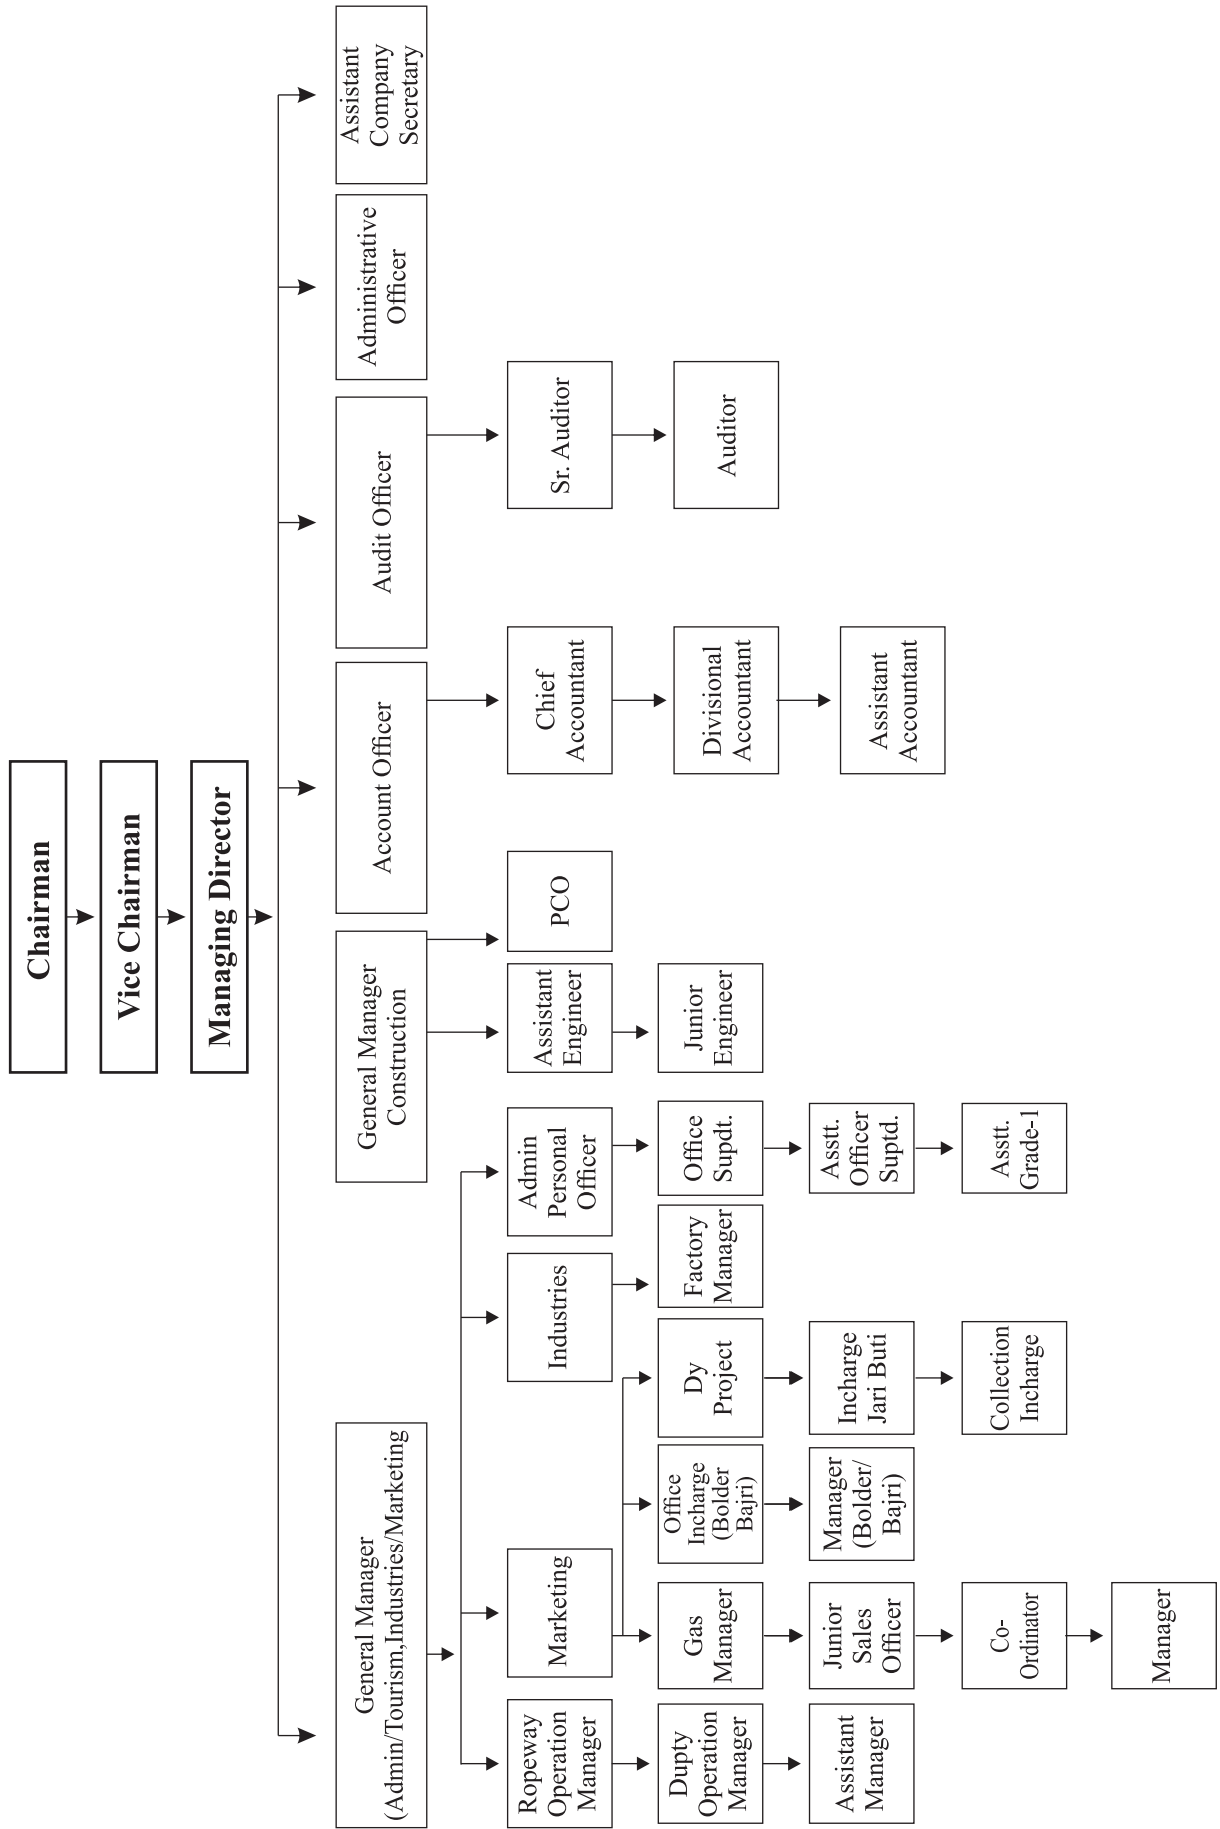 Chairman
Vice Chairman
Managing Director
General Manager
(Admin/Tourism,Industries/Marketing
General Manager
Construction
Account Officer
Audit Officer
Administrative
Officer
Assistant
Company
Secretary
Ropeway
Operation
Manager
Marketing
Industries
Admin
Personal
Officer
Assistant
Engineer
PCO
Chief
Accountant
Sr. Auditor
Dupty
Operation
Manager
Gas
Manager
Office
Incharge
(Bolder
Bajri)
Dy
Project
Factory
Manager
Office
Supdt.
Junior
Engineer
Divisional
Accountant
Auditor
Assistant
Manager
Junior
Sales
Officer
Manager
(Bolder/
Bajri)
Incharge
Jari Buti
Asstt.
Officer
Suptd.
Assistant
Accountant
Co-
Ordinator
Collection
Incharge
Asstt.
Grade-1
Manager